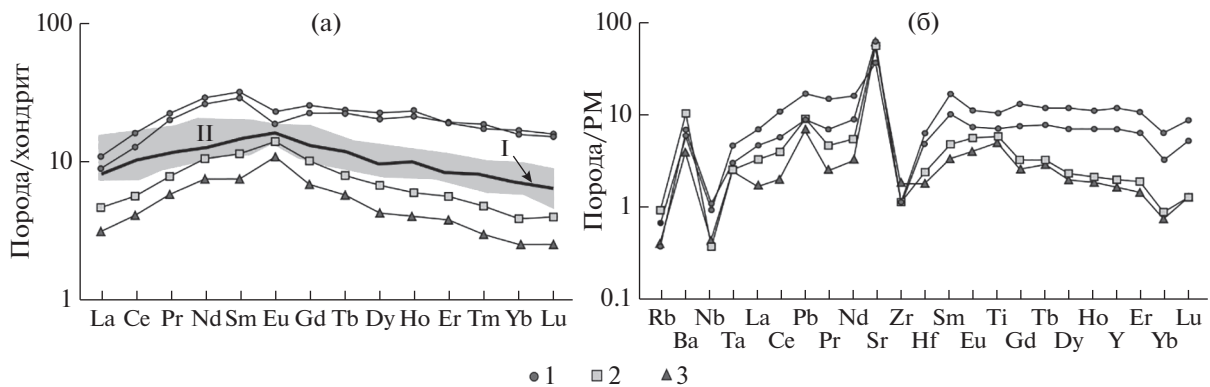 100
(а)
Порода/хондрит
10
II
I
1
La Ce Pr Nd Sm Eu Gd Tb Dy Ho Er Tm Yb Lu
100
(б)
Порода/PM
10
1
0.1
Rb Nb La Pb Nd Zr Sm Ti Tb Ho Er Lu
Ba Ta Ce Pr Sr Hf Eu Gd Dy Y Yb
1 2 3